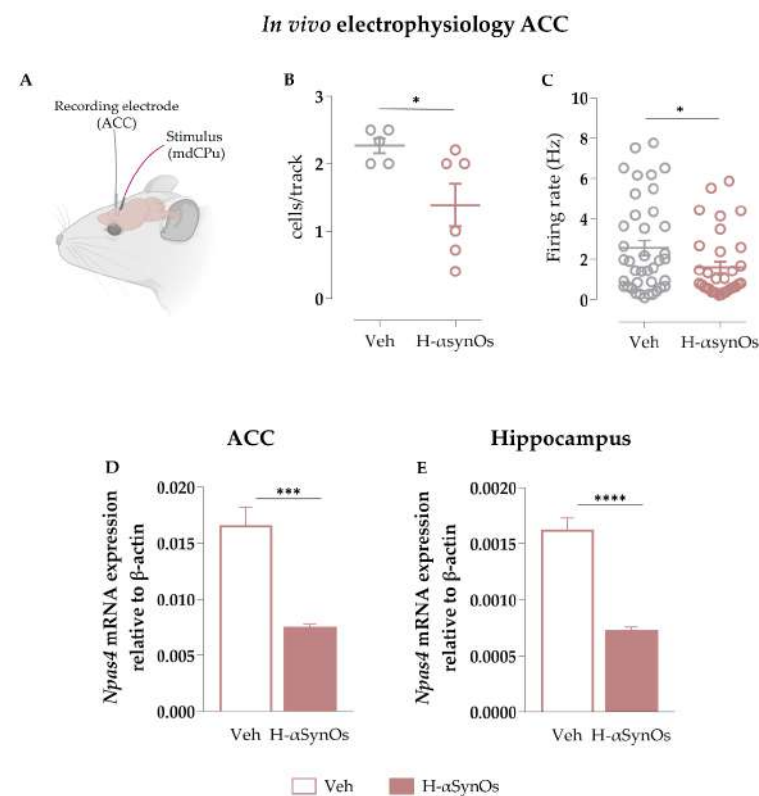 In vivo electrophysiology ACC
A
Recording electrode
(ACC)
Stimulus
(mdCPu)
B
cells/track
3
2
1
0
*
Veh
H-αsynOs
C
Firing rate (Hz)
10
8
6
4
2
0
*
Veh
H-αsynOs
ACC
D
Npas4 mRNA expression
relative to β-actin
0.020
0.015
0.010
0.005
0.000
***
Veh
H-αSynOs
Hippocampus
E
Npas4 mRNA expression
relative to β-actin
0.0020
0.0015
0.0010
0.0005
0.0000
****
Veh
H-αSynOs
Veh
H-αSynOs